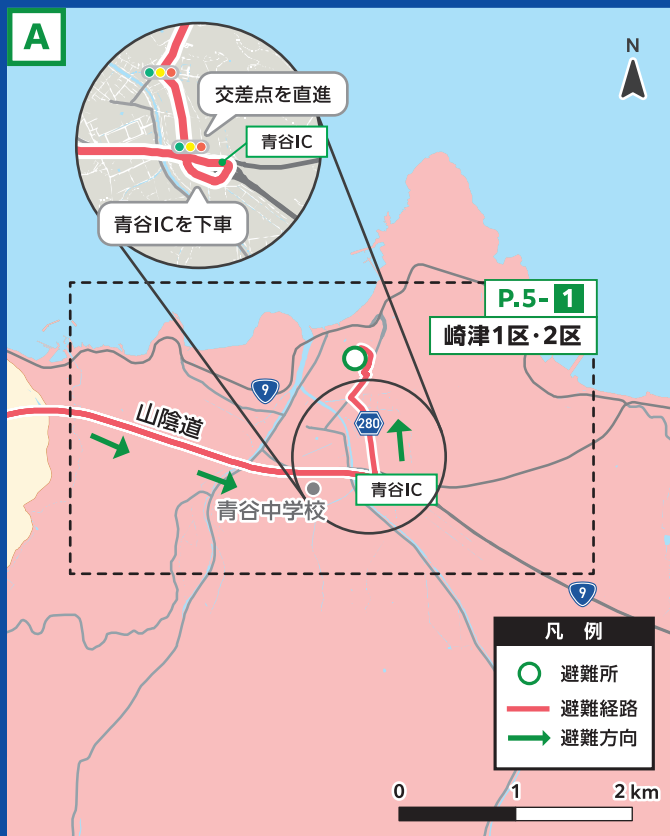 A
N
交差点を直進
青谷IC
青谷ICを下車
P.5- 1
崎津1区・2区
9
山陰道
280
青谷IC
青谷中学校
9
凡 例
避難所
避難経路
避難方向
0 1 2 km